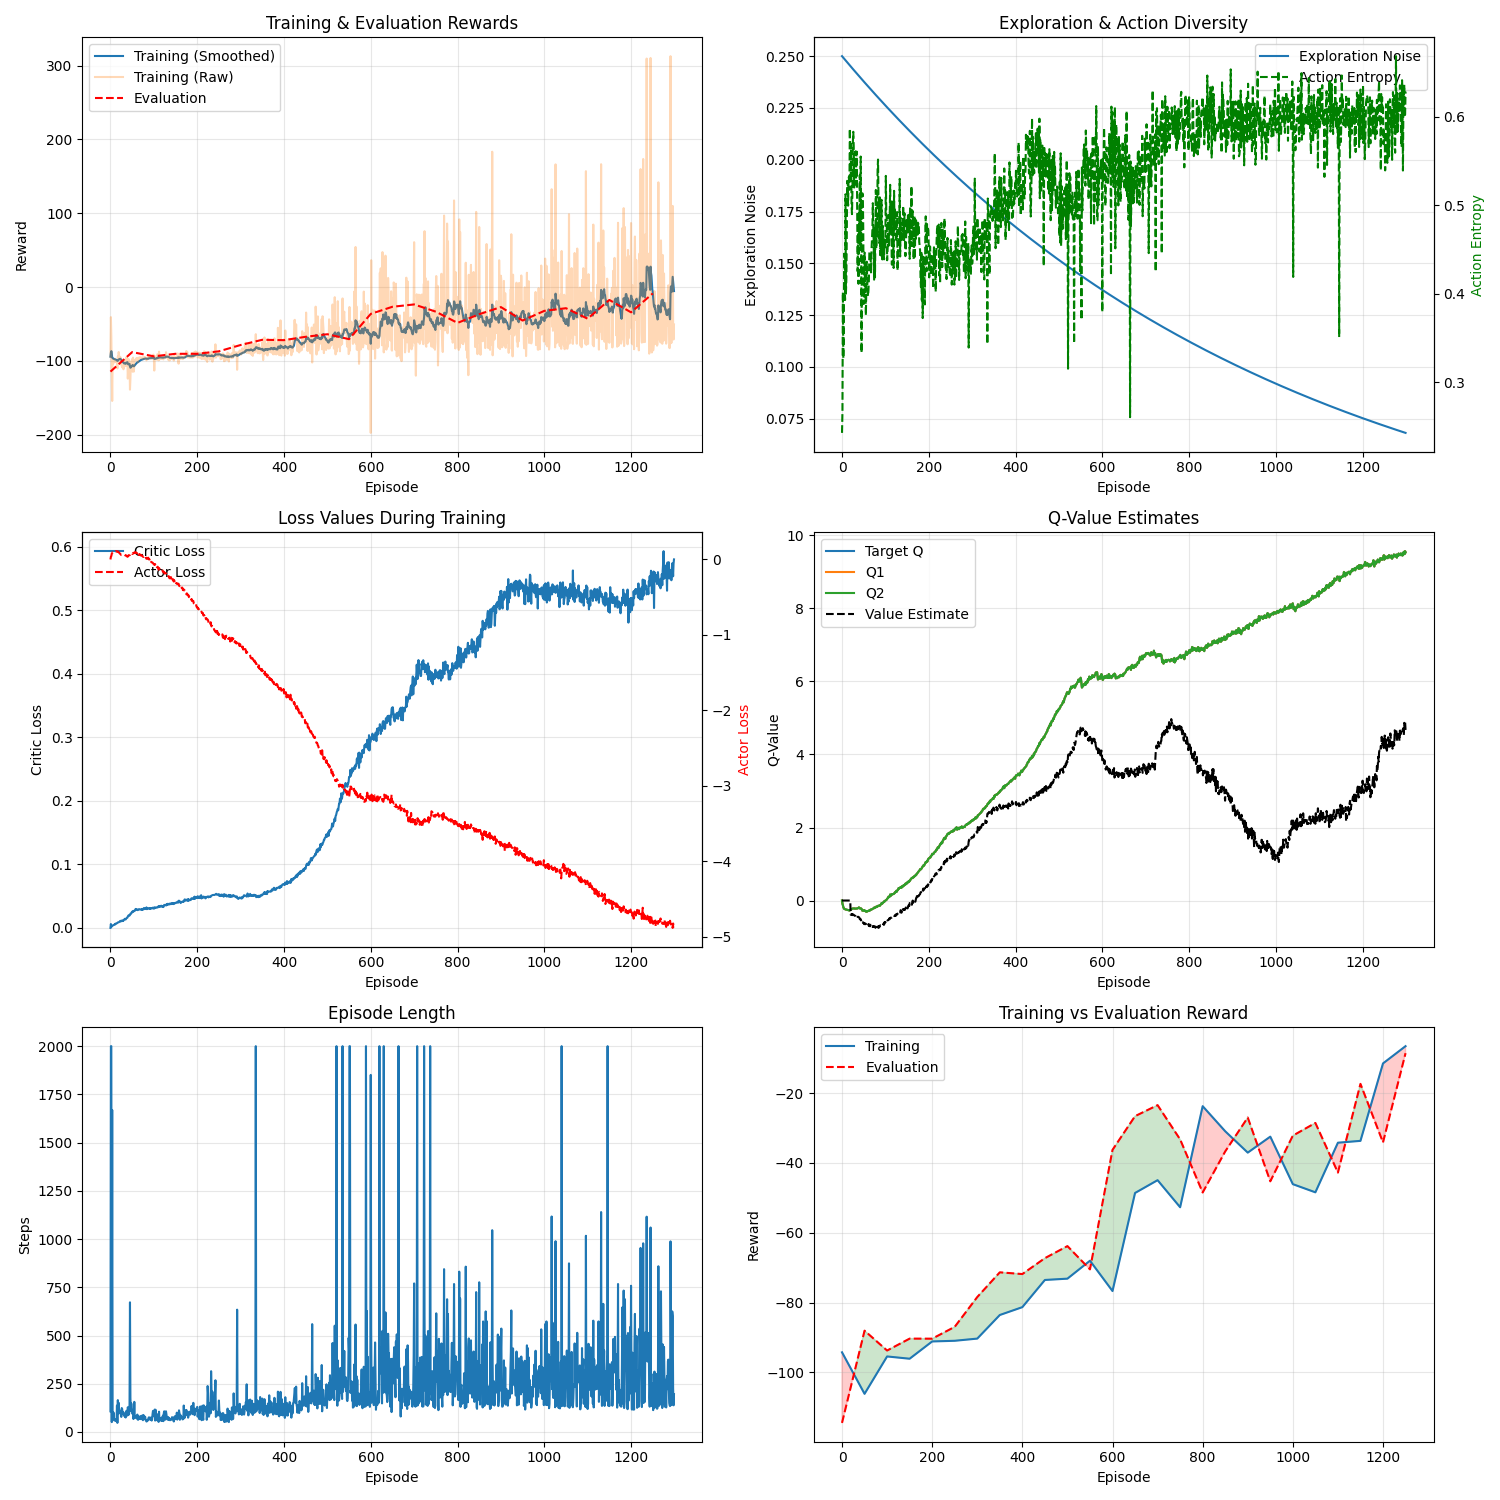 Training & Evaluation Rewards
Training (Smoothed)
Training (Raw)
Evaluation
300
200
100
0
−100
−200
Reward
0 200 400 600 800 1000 1200
Episode
Exploration & Action Diversity
Exploration Noise
Action Entropy
0.250
0.225
0.200
0.175
0.150
0.125
0.100
0.075
Exploration Noise
0.6
0.5
0.4
0.3
Action Entropy
0 200 400 600 800 1000 1200
Episode
Loss Values During Training
Critic Loss
Actor Loss
0.6
0.5
0.4
0.3
0.2
0.1
0.0
Critic Loss
0
−1
−2
−3
−4
−5
Actor Loss
0 200 400 600 800 1000 1200
Episode
Q-Value Estimates
Target Q
Q1
Q2
Value Estimate
10
8
6
4
2
0
Q-Value
0 200 400 600 800 1000 1200
Episode
Episode Length
2000
1750
1500
1250
1000
750
500
250
0
Steps
0 200 400 600 800 1000 1200
Episode
Training vs Evaluation Reward
Training
Evaluation
−20
−40
−60
−80
−100
Reward
0 200 400 600 800 1000 1200
Episode